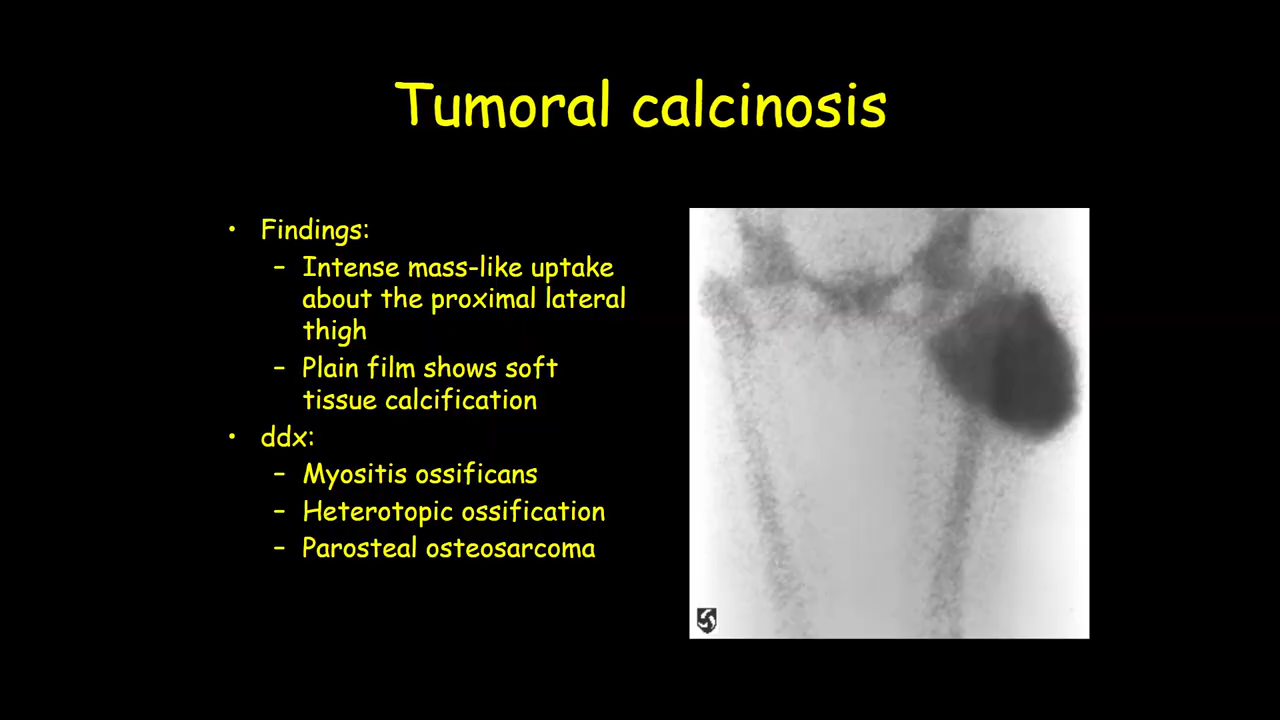 Tumoral calcinosis
• Findings:
– Intense mass-like uptake
about the proximal lateral
thigh
– Plain film shows soft
tissue calcification
• ddx:
– Myositis ossificans
– Heterotopic ossification
– Parosteal osteosarcoma